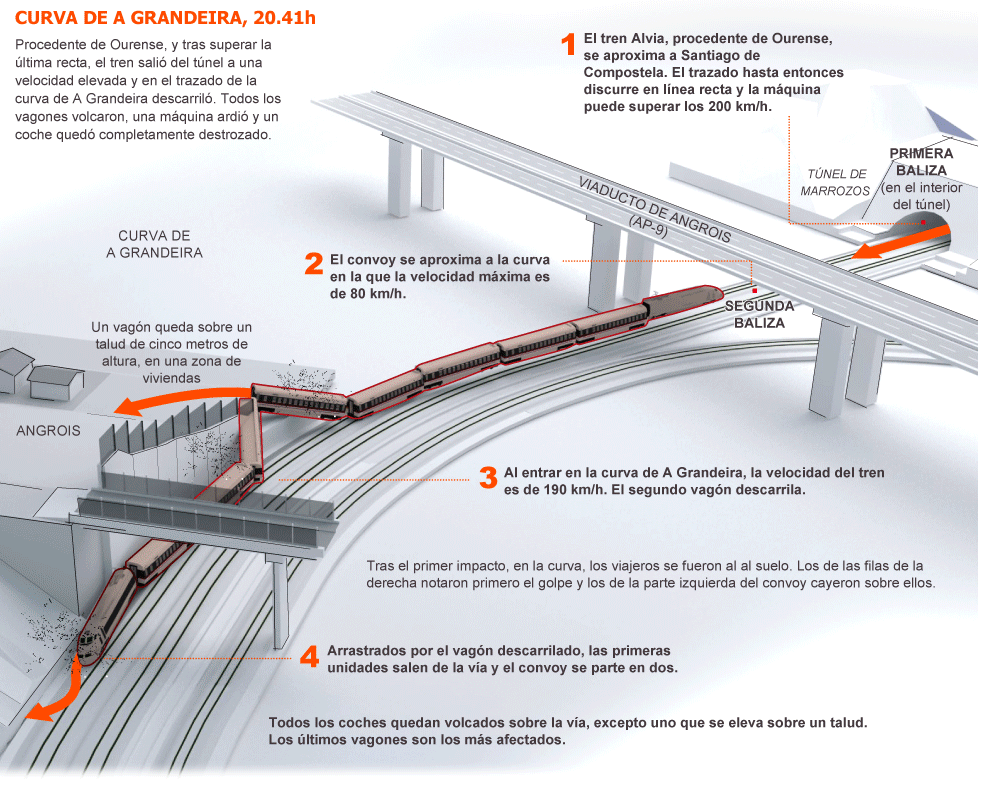 CURVA DE A GRANDEIRA, 20.41h
Procedente de Ourense, y tras superar la
última recta, el tren salió del túnel a una
velocidad elevada y en el trazado de la
curva de A Grandeira descarriló. Todos los
vagones volcaron, una máquina ardió y un
coche quedó completamente destrozado.
1
El tren Alvia, procedente de Ourense,
se aproxima a Santiago de
Compostela. El trazado hasta entonces
discurre en línea recta y la máquina
puede superar los 200 km/h.
PRIMERA
BALIZA
(en el interior
del túnel)
TÚNEL DE
MARROZOS
VIADUCTO DE ANGROIS
(AP-9)
CURVA DE
A GRANDEIRA
2
El convoy se aproxima a la curva
en la que la velocidad máxima es
de 80 km/h.
SEGUNDA
BALIZA
Un vagón queda sobre un
talud de cinco metros de
altura, en una zona de
viviendas
ANGROIS
3
Al entrar en la curva de A Grandeira, la velocidad del tren
es de 190 km/h. El segundo vagón descarrila.
Tras el primer impacto, en la curva, los viajeros se fueron al al suelo. Los de las filas de la
derecha notaron primero el golpe y los de la parte izquierda del convoy cayeron sobre ellos.
4
Arrastrados por el vagón descarrilado, las primeras
unidades salen de la vía y el convoy se parte en dos.
Todos los coches quedan volcados sobre la vía, excepto uno que se eleva sobre un talud.
Los últimos vagones son los más afectados.